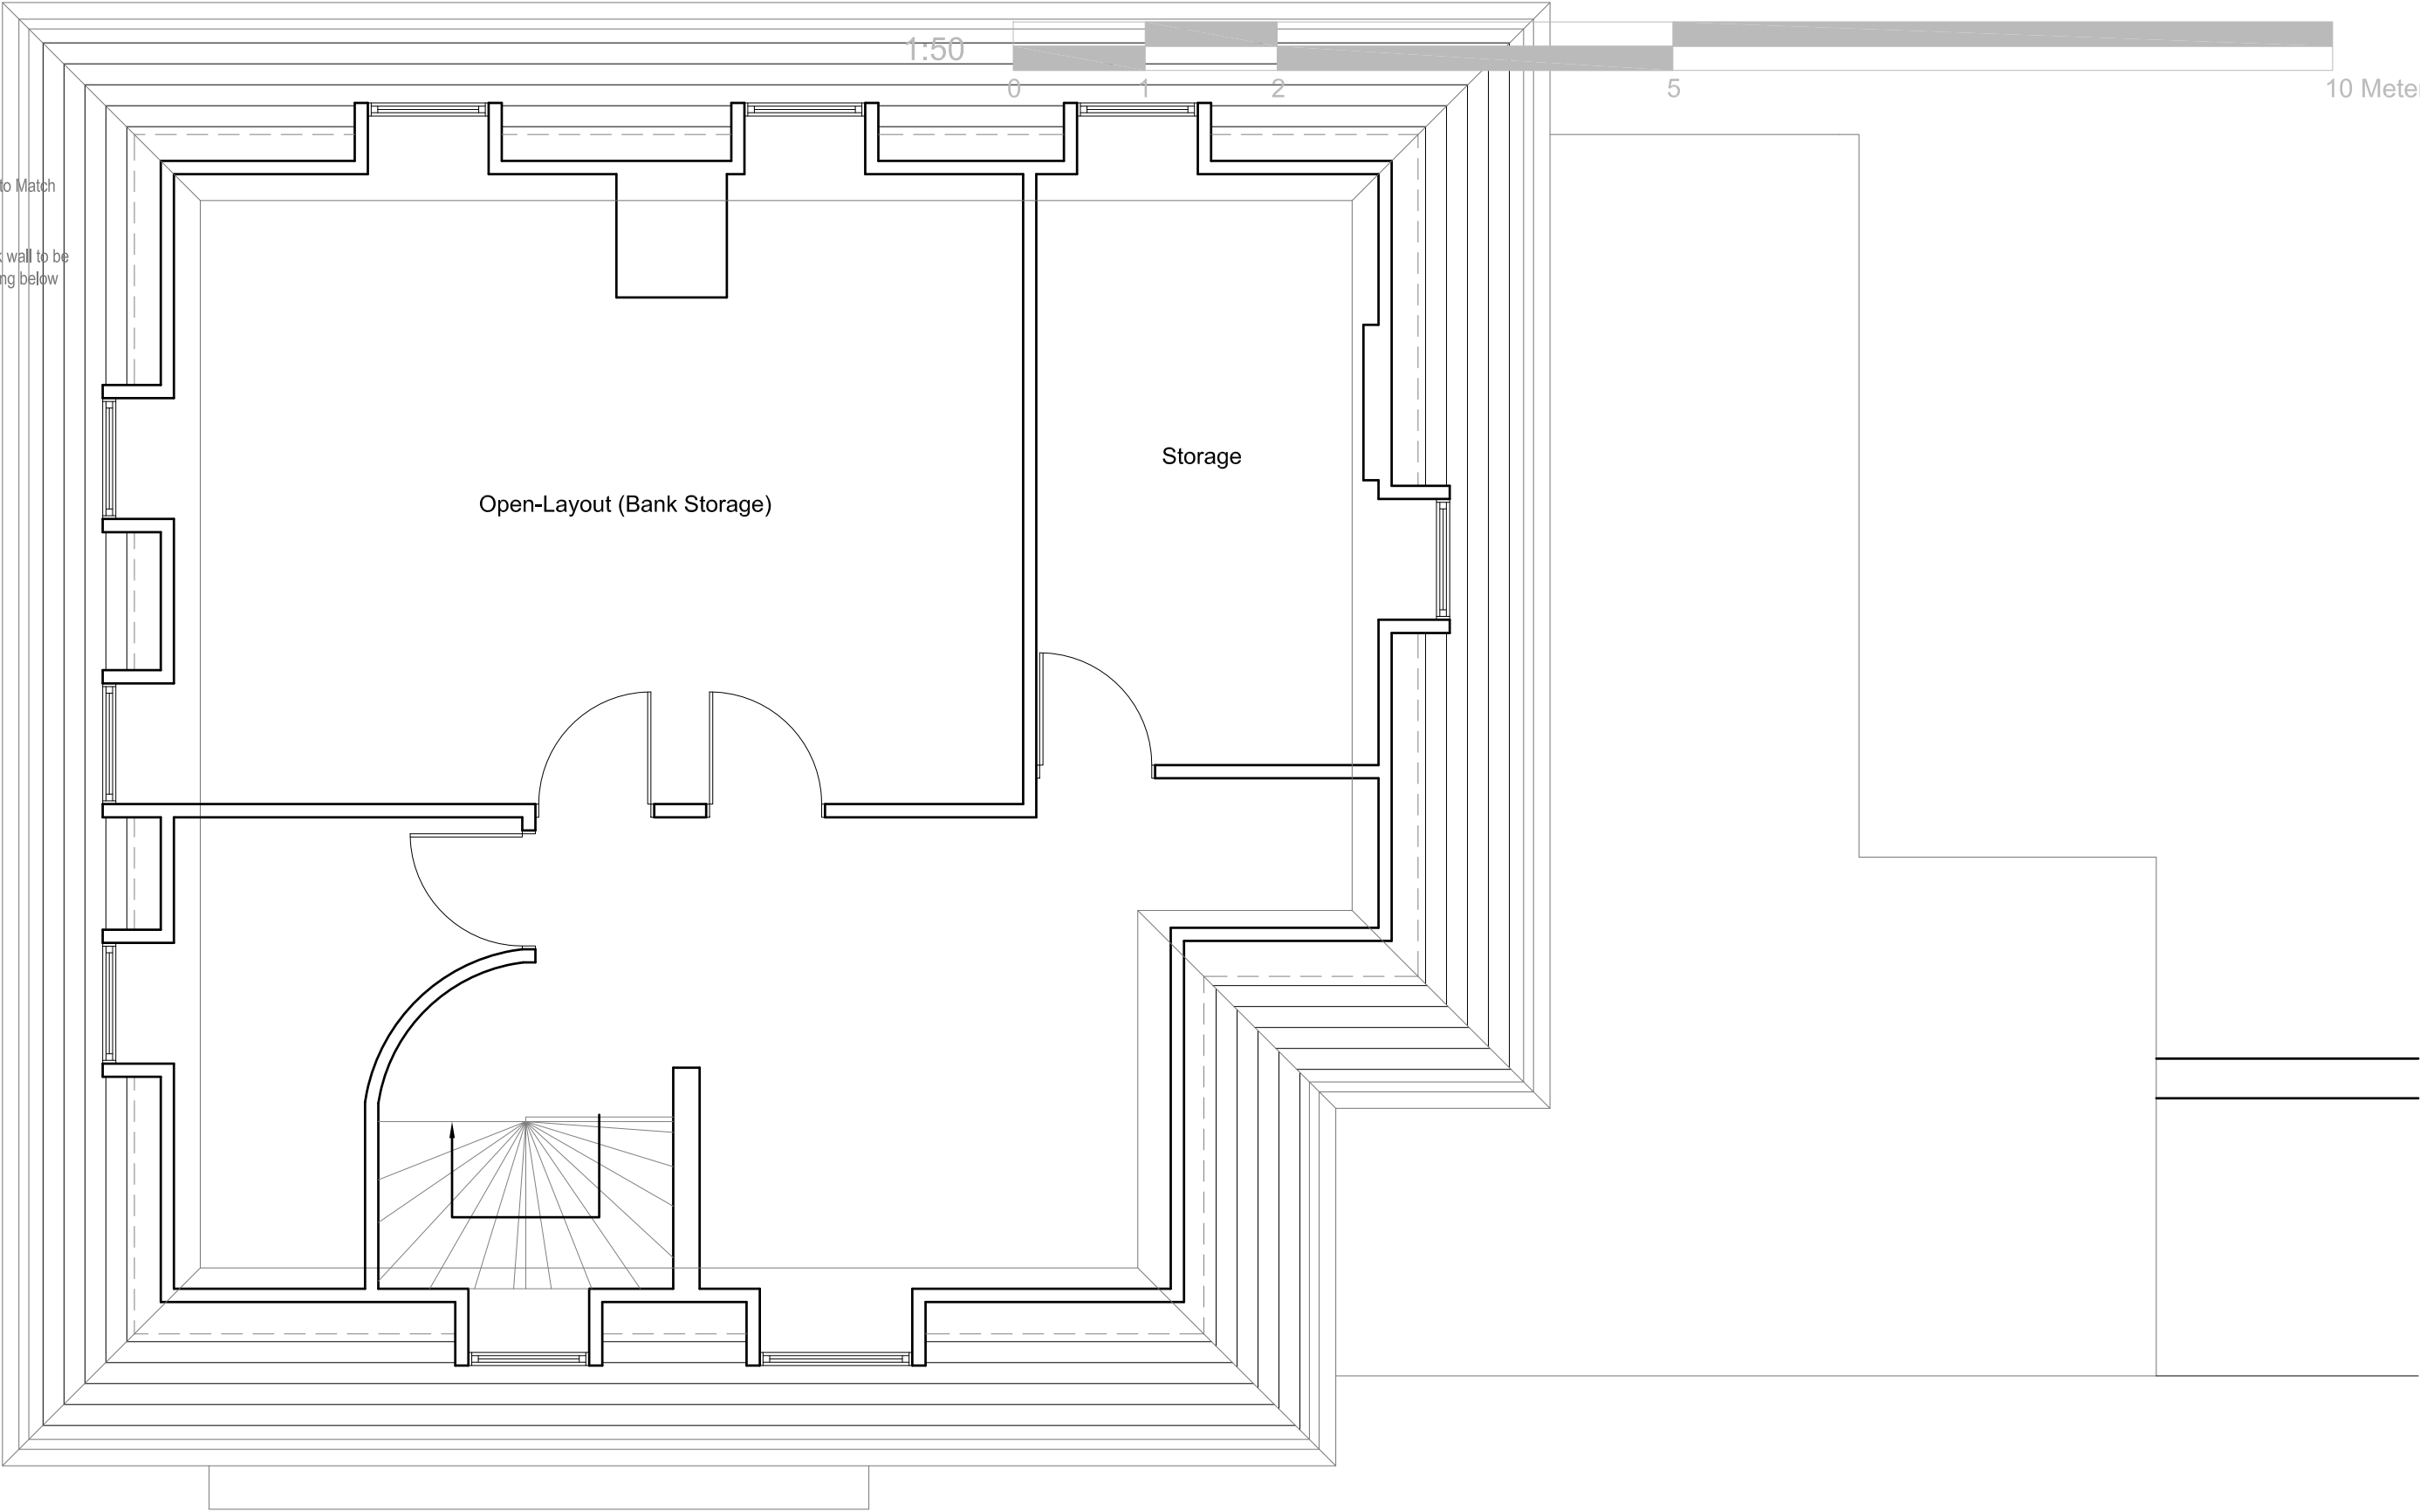 1:50
0 1 2 5 10 Mete
to Match
wall to be
ng below
Storage
Open-Layout (Bank Storage)